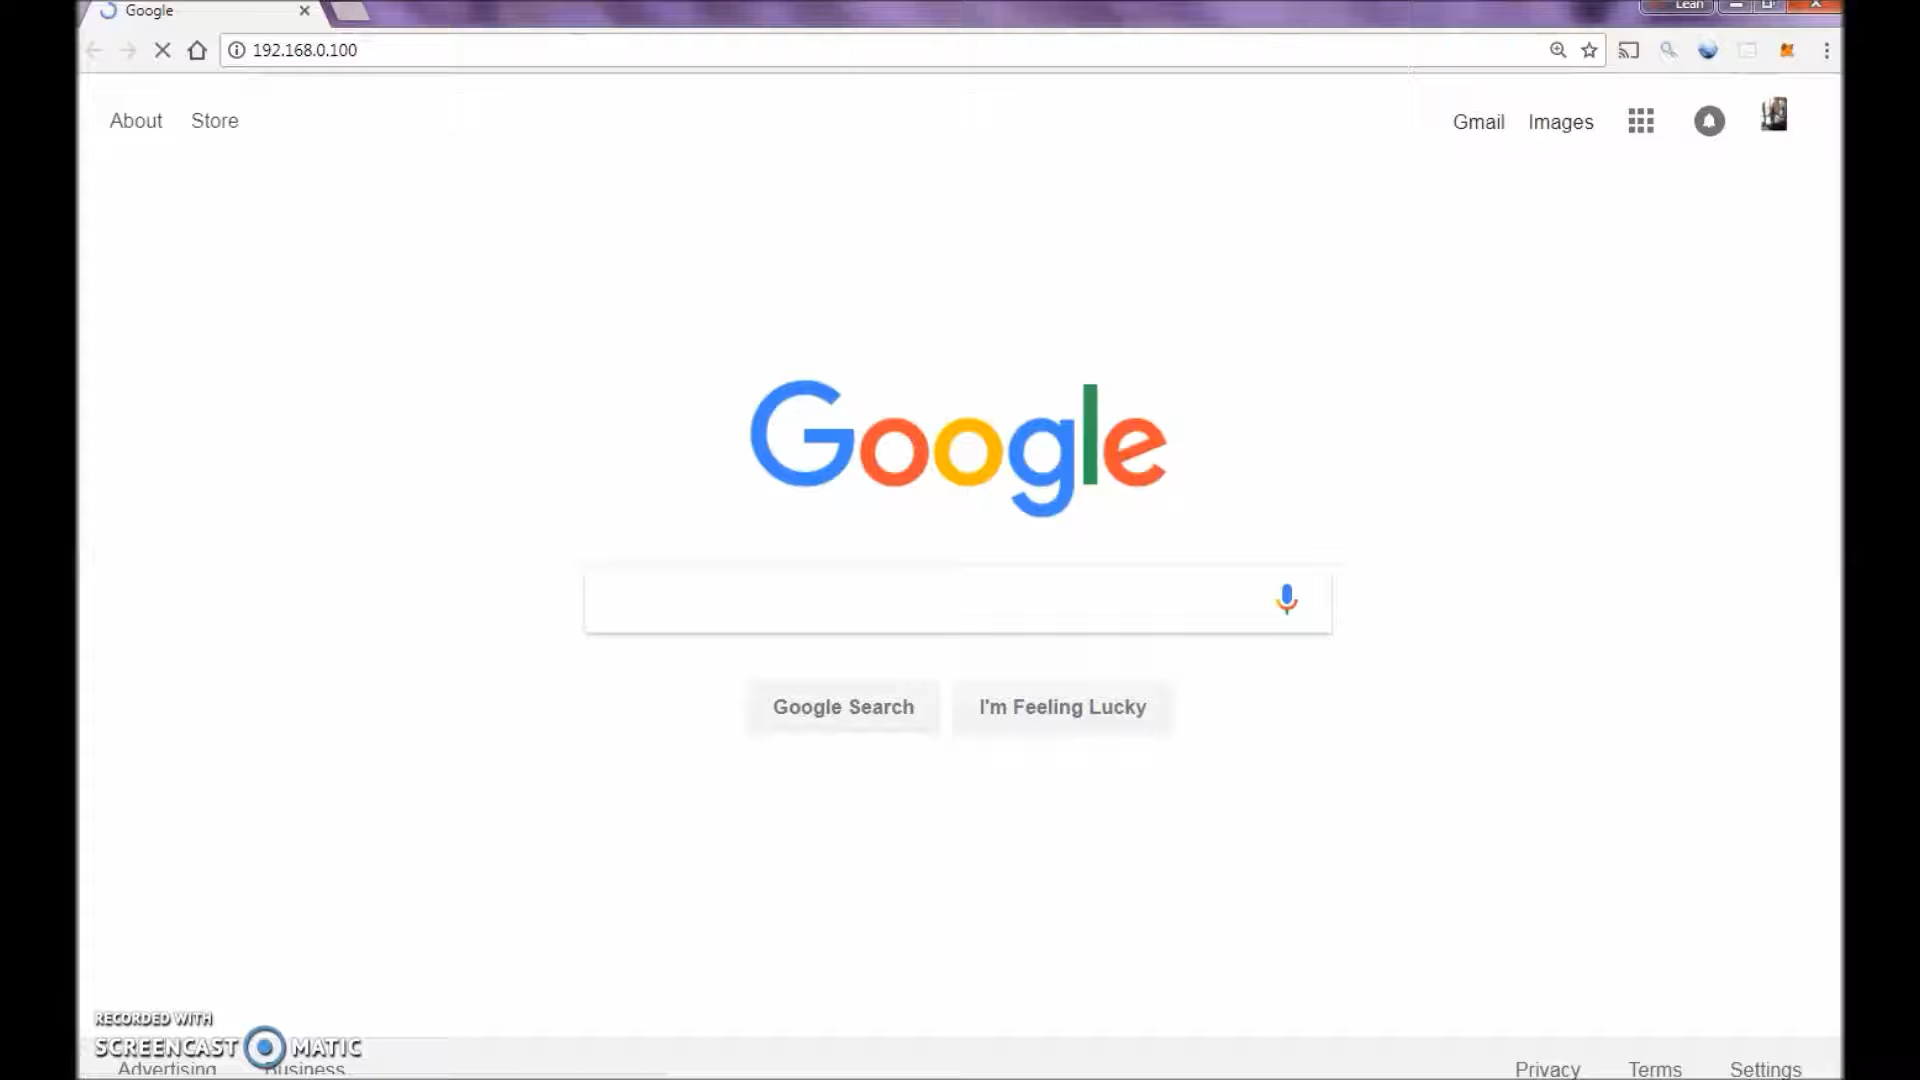 Google
Lean
192.168.0.100
About Store
Gmail Images
Google
Google Search I'm Feeling Lucky
RECORDED WITH
SCREENCAST MATIC
Advertising Business
Privacy Terms Settings